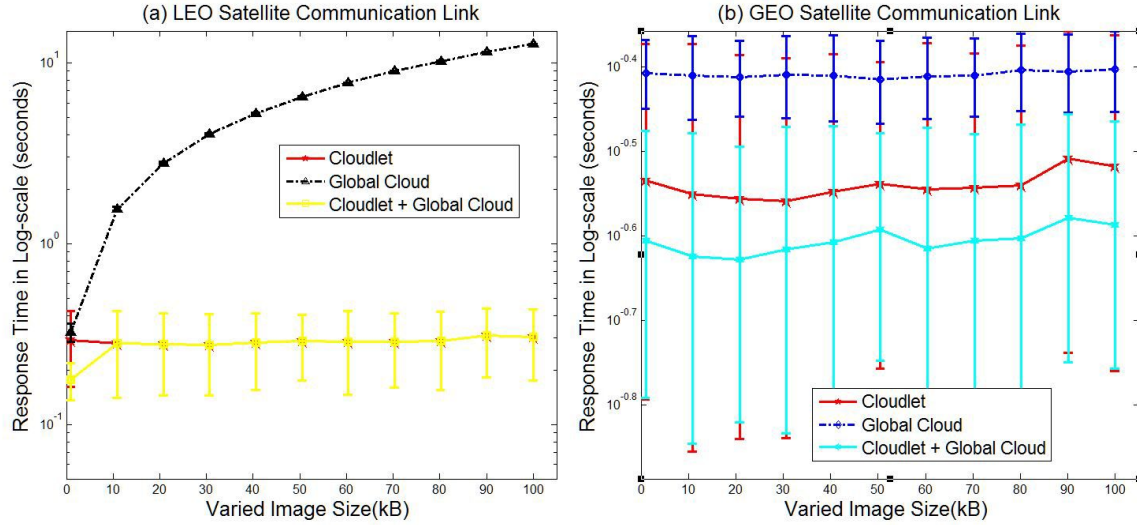 (a) LEO Satellite Communication Link
Response Time in Log-scale (seconds)
10^1
10^0
10^-1
Cloudlet
Global Cloud
Cloudlet + Global Cloud
0 10 20 30 40 50 60 70 80 90 100
Varied Image Size(kB)
(b) GEO Satellite Communication Link
Response Time in Log-scale (seconds)
10^-0.4
10^-0.5
10^-0.6
10^-0.7
10^-0.8
Cloudlet
Global Cloud
Cloudlet + Global Cloud
0 10 20 30 40 50 60 70 80 90 100
Varied Image Size(kB)